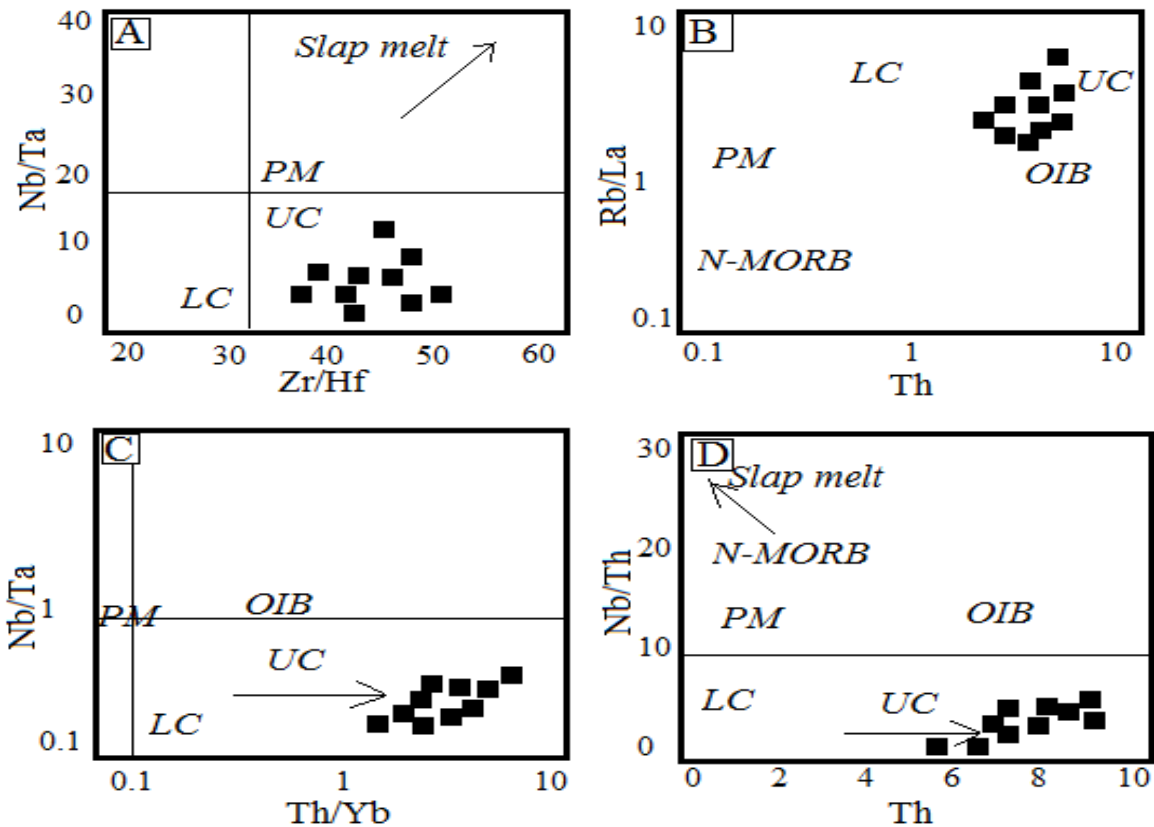 A
40
30
20
10
0
Nb/Ta
Slap melt
PM
UC
LC
20 30 40 50 60
Zr/Hf
B
10
1
0.1
Rb/La
LC
UC
PM
OIB
N-MORB
0.1 1 10
Th
C
10
1
0.1
Nb/Ta
PM
OIB
UC
LC
0.1 1 10
Th/Yb
D
30
20
10
0
Nb/Th
Slap melt
N-MORB
PM
OIB
LC
UC
0 2 4 6 8 10
Th